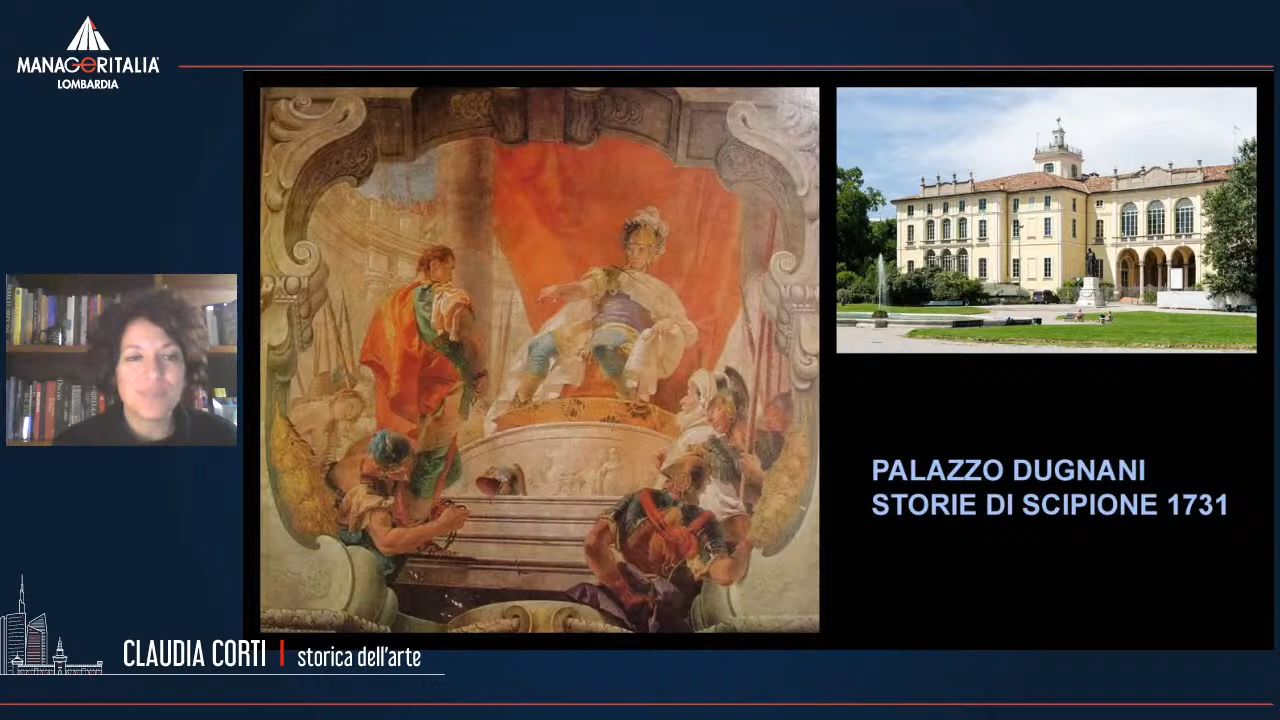 MANAGERITALIA
LOMBARDIA
PALAZZO DUGNANI
STORIE DI SCIPIONE 1731
CLAUDIA CORTI | storica dell'arte